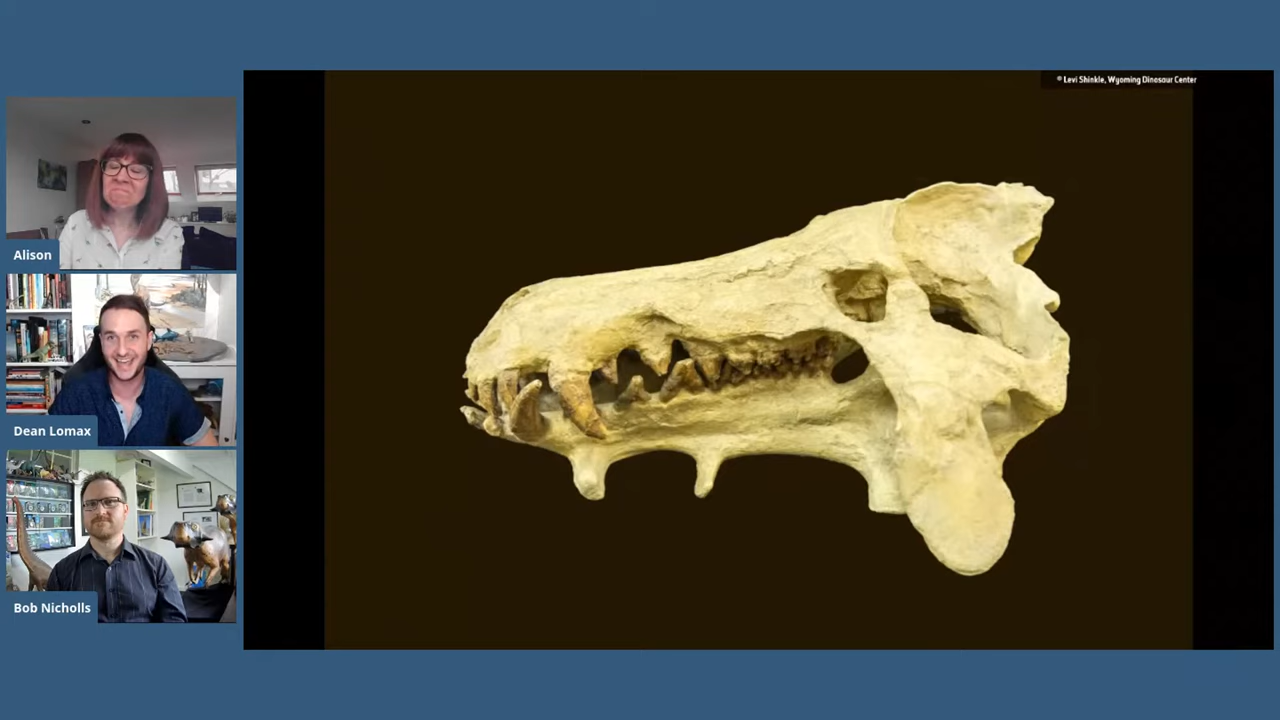 © Levi Shinkle, Wyoming Dinosaur Center
Alison
Dean Lomax
Bob Nicholls